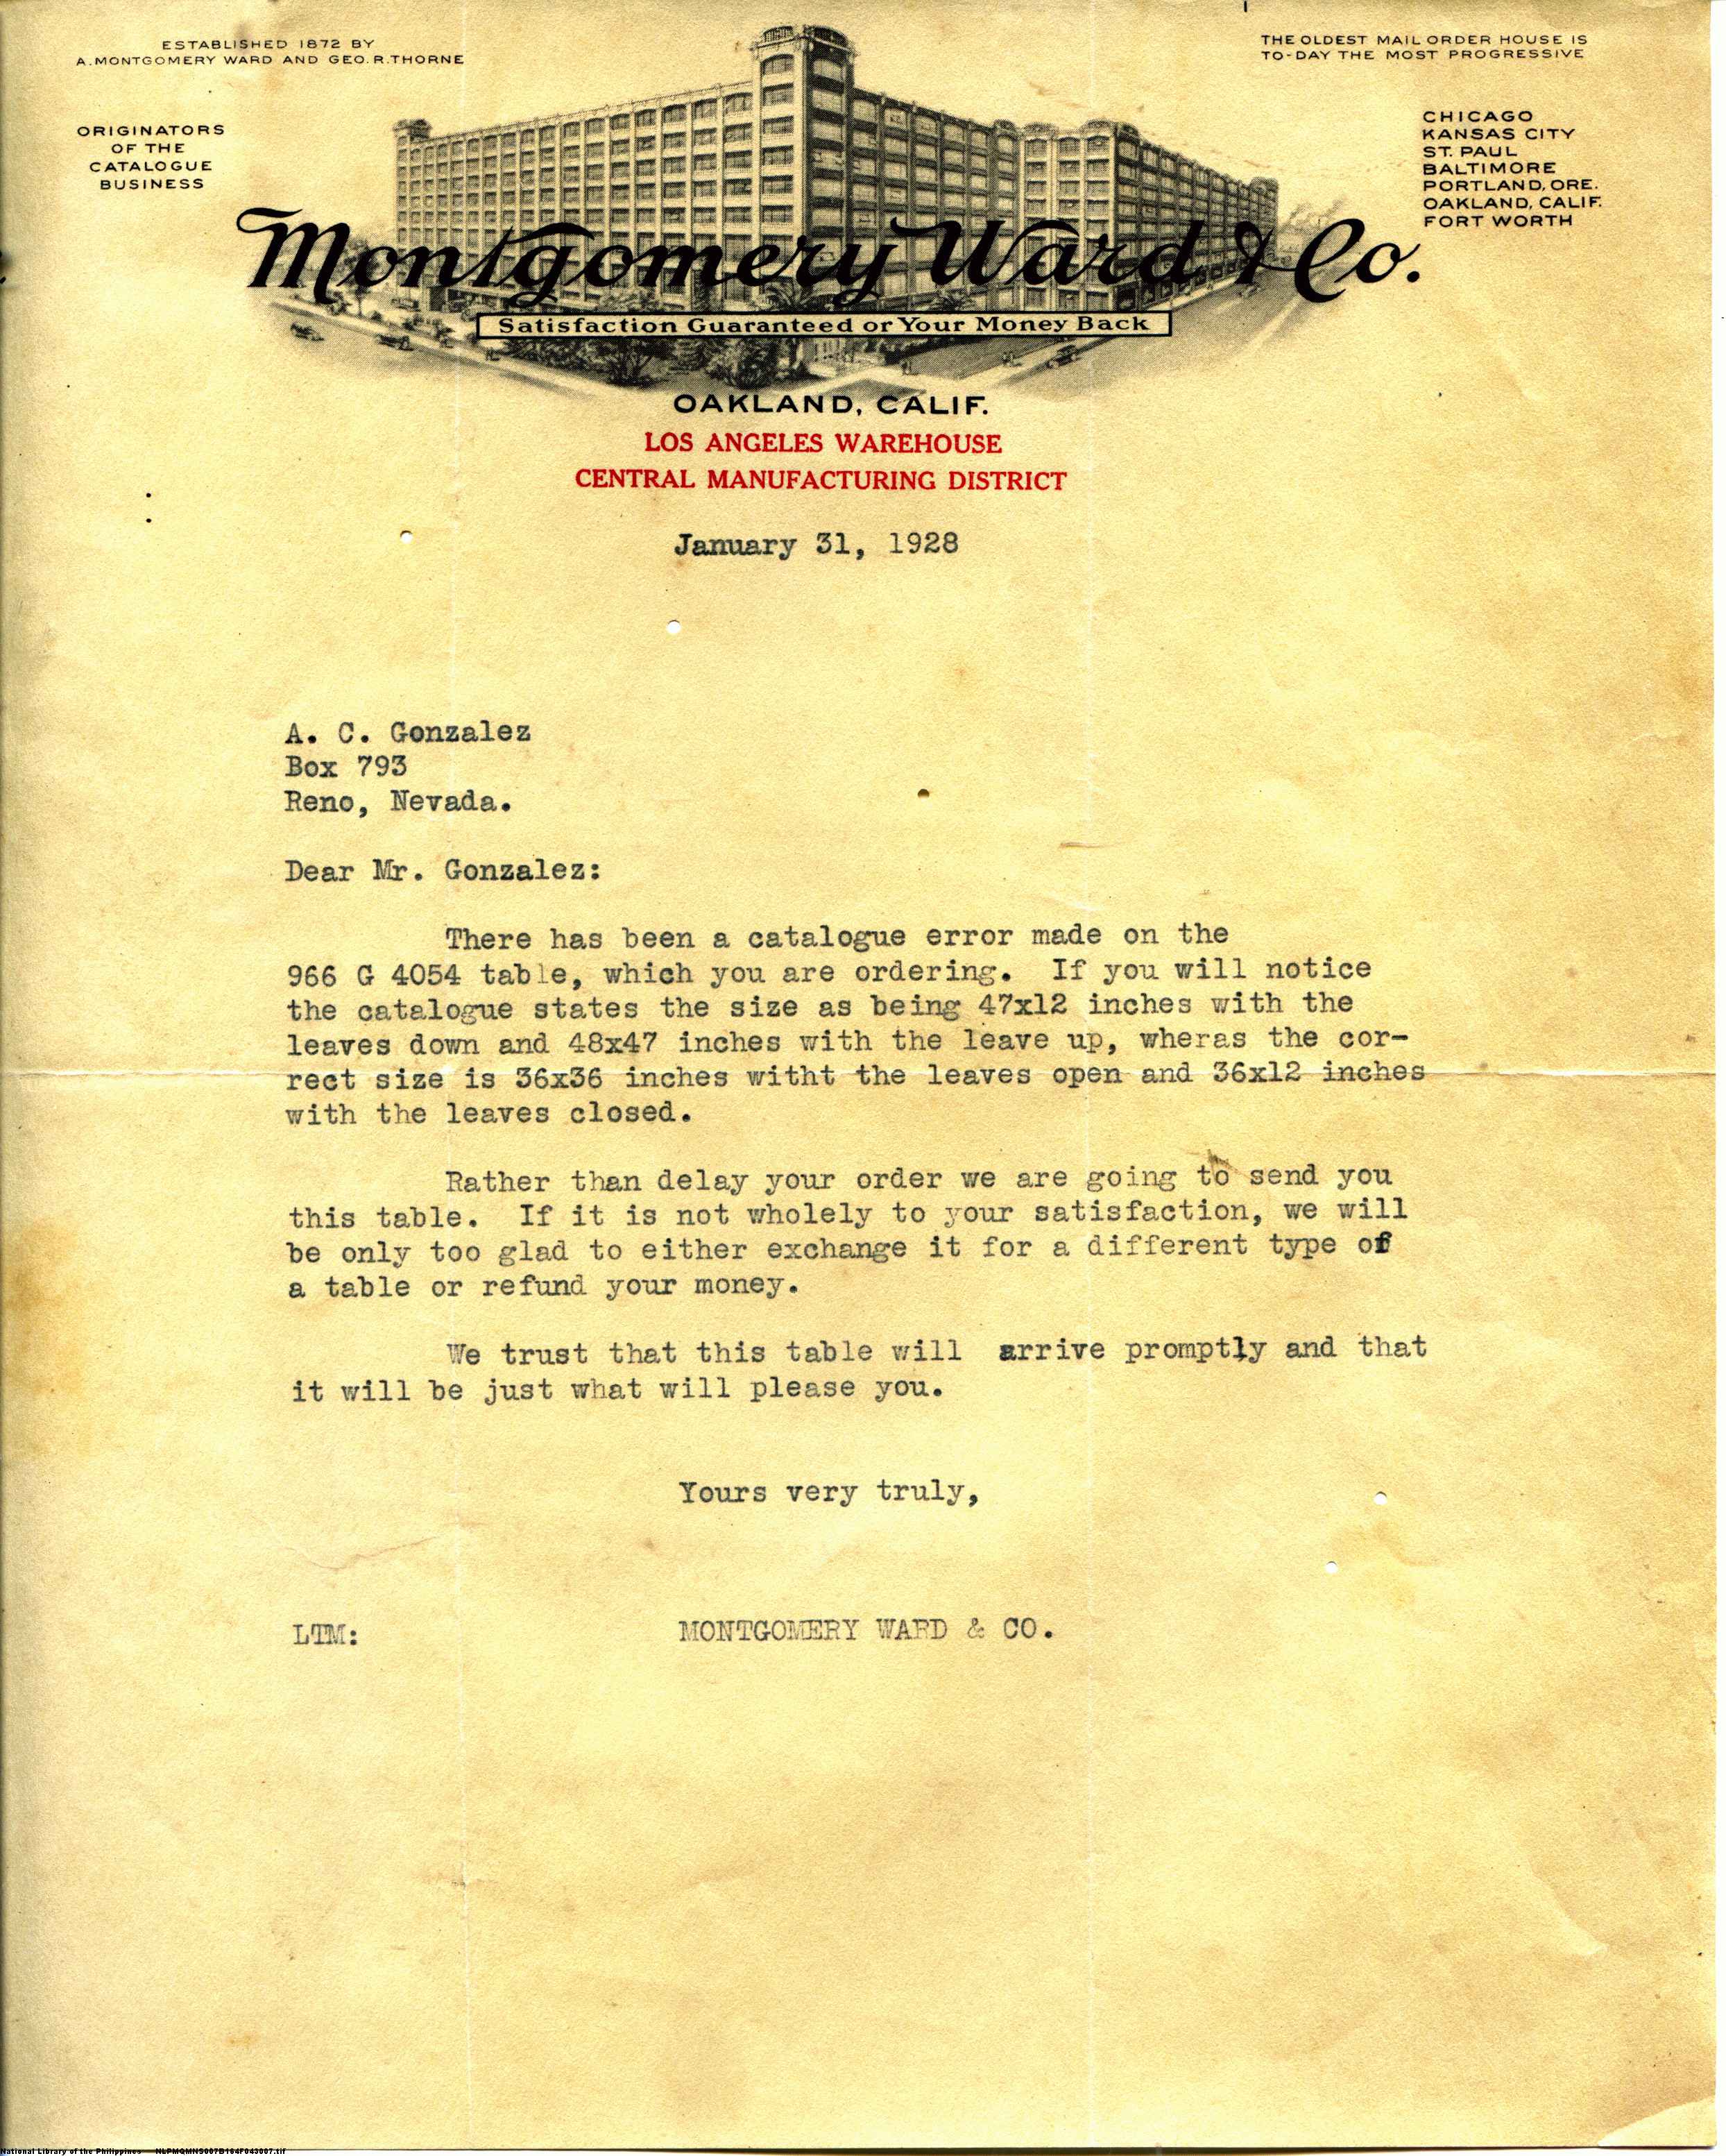 ESTABLISHED 1872 BY
A. MONTGOMERY WARD AND GEO. R. THORNE
THE OLDEST MAIL ORDER HOUSE IS
TO-DAY THE MOST PROGRESSIVE
ORIGINATORS
OF THE
CATALOGUE
BUSINESS
CHICAGO
KANSAS CITY
ST. PAUL
BALTIMORE
PORTLAND, ORE.
OAKLAND, CALIF.
FORT WORTH
Montgomery Ward & Co.
Satisfaction Guaranteed or Your Money Back
OAKLAND, CALIF.
LOS ANGELES WAREHOUSE
CENTRAL MANUFACTURING DISTRICT
January 31, 1928
A. C. Gonzalez
Box 793
Reno, Nevada.
Dear Mr. Gonzalez:
There has been a catalogue error made on the
966 G 4054 table, which you are ordering. If you will notice
the catalogue states the size as being 47x12 inches with the
leaves down and 48x47 inches with the leave up, wheras the cor-
rect size is 36x36 inches witht the leaves open and 36x12 inches
with the leaves closed.
Rather than delay your order we are going to send you
this table. If it is not wholely to your satisfaction, we will
be only too glad to either exchange it for a different type of
a table or refund your money.
We trust that this table will arrive promptly and that
it will be just what will please you.
Yours very truly,
LTM: MONTGOMERY WARD & CO.
National Library of the Philippines